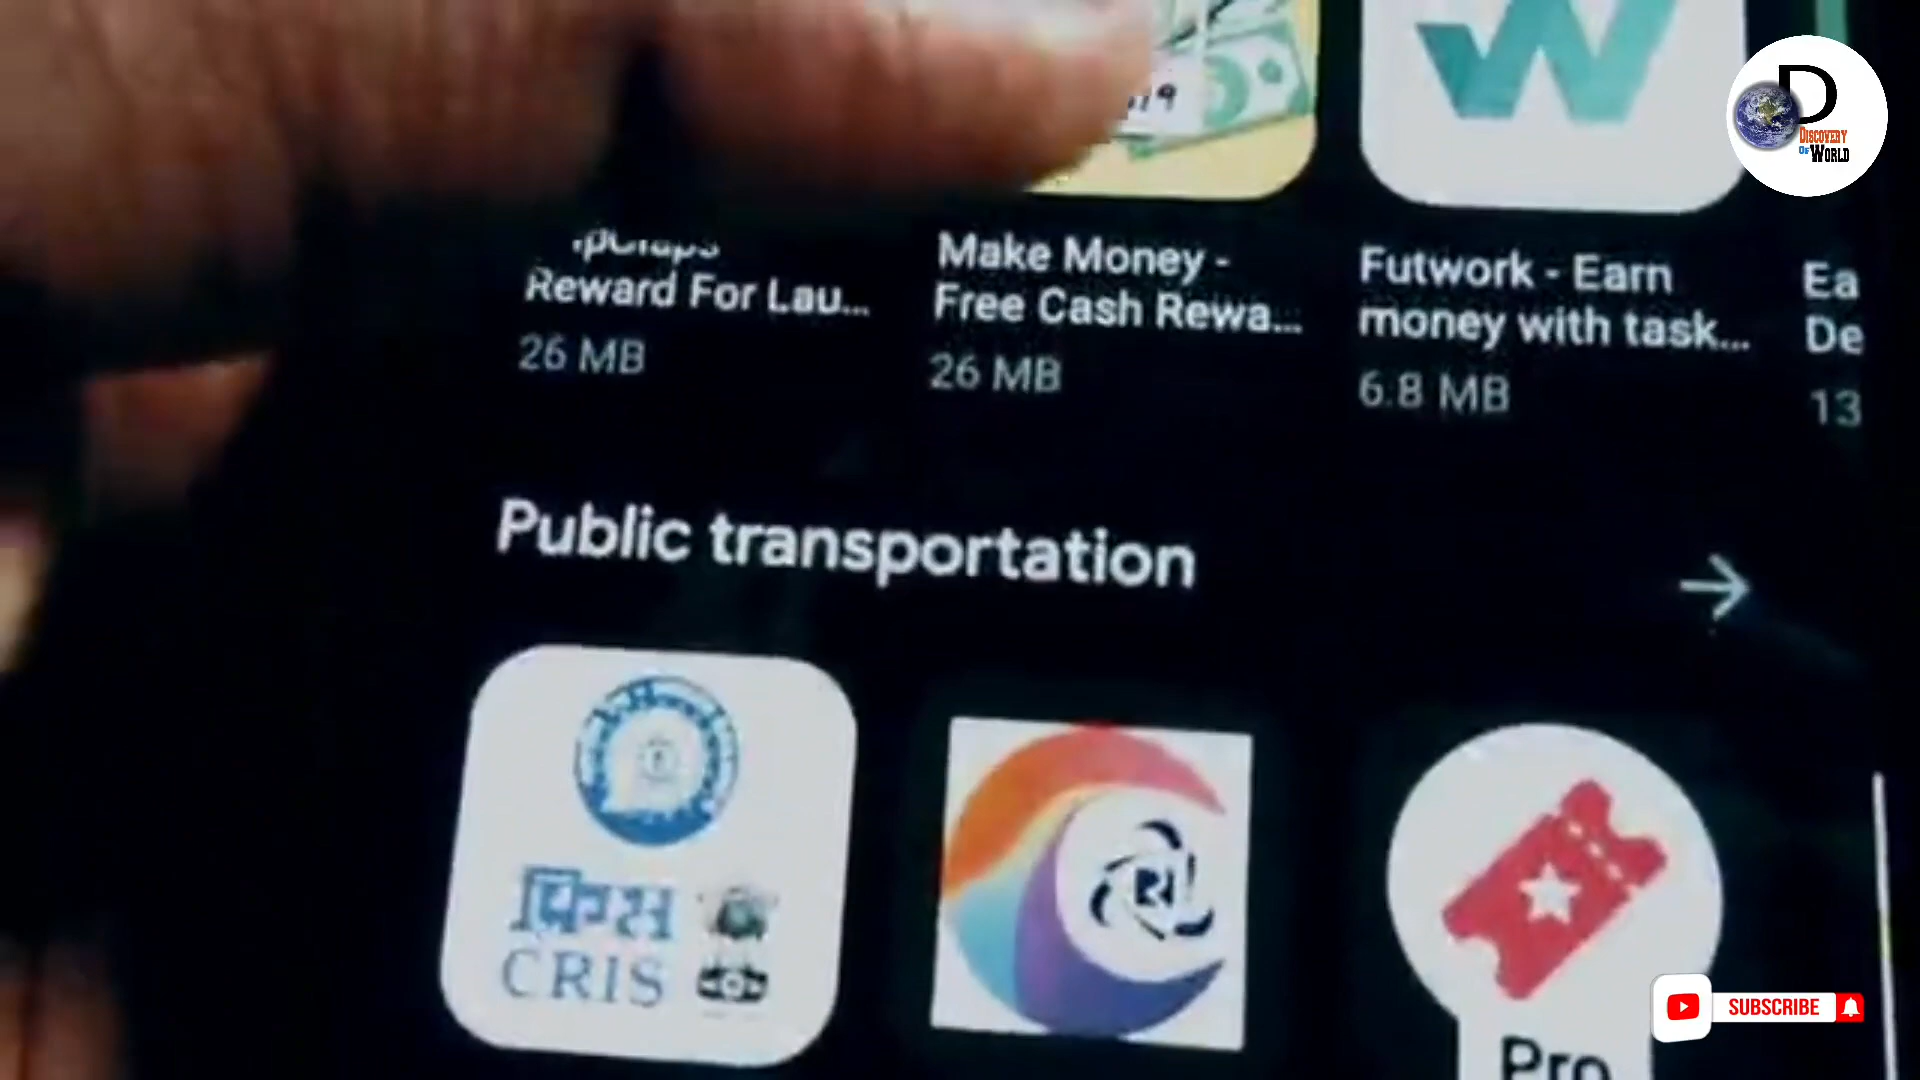 D
DISCOVERY
OF WORLD
Make Money -
Free Cash Rewa...
26 MB
Reward For Lau...
26 MB
Futwork - Earn
money with task...
6.8 MB
Ea
De
13
Public transportation
क्रिस
CRIS
Pro
SUBSCRIBE